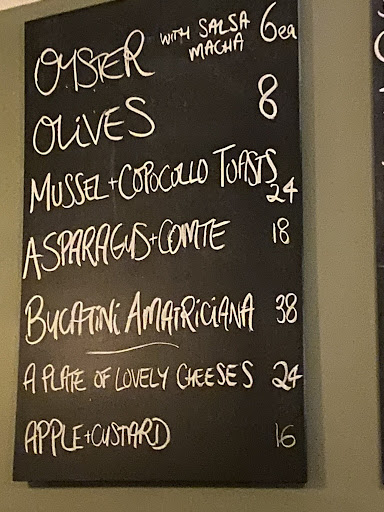 OYSTER WITH SALSA MACHA 6ea
OLIVES 8
MUSSEL + COPOCOLLO TOASTS 24
ASPARAGUS + COMTE 18
BUCATINI AMATRICIANA 38
A PLATE OF LOVELY CHEESES 24
APPLE + CUSTARD 16